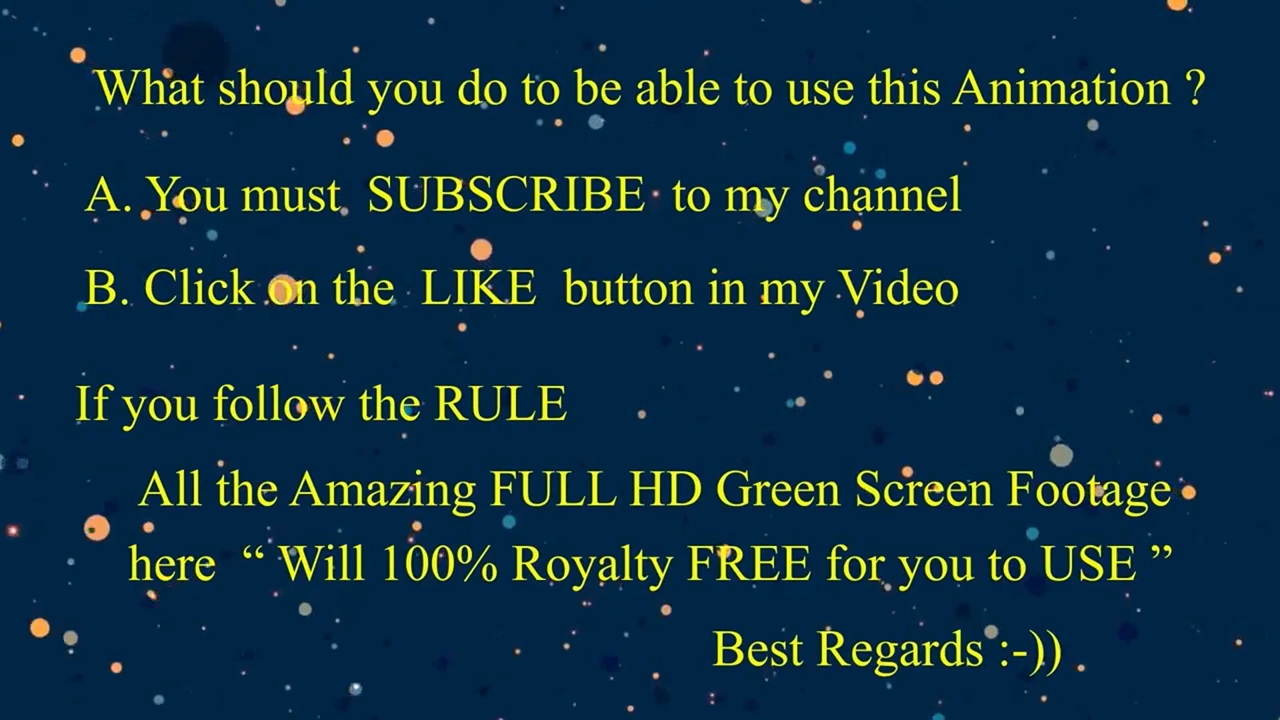 What should you do to be able to use this Animation ?
A. You must SUBSCRIBE to my channel
B. Click on the LIKE button in my Video
If you follow the RULE
All the Amazing FULL HD Green Screen Footage
here “ Will 100% Royalty FREE for you to USE ”
Best Regards :-))